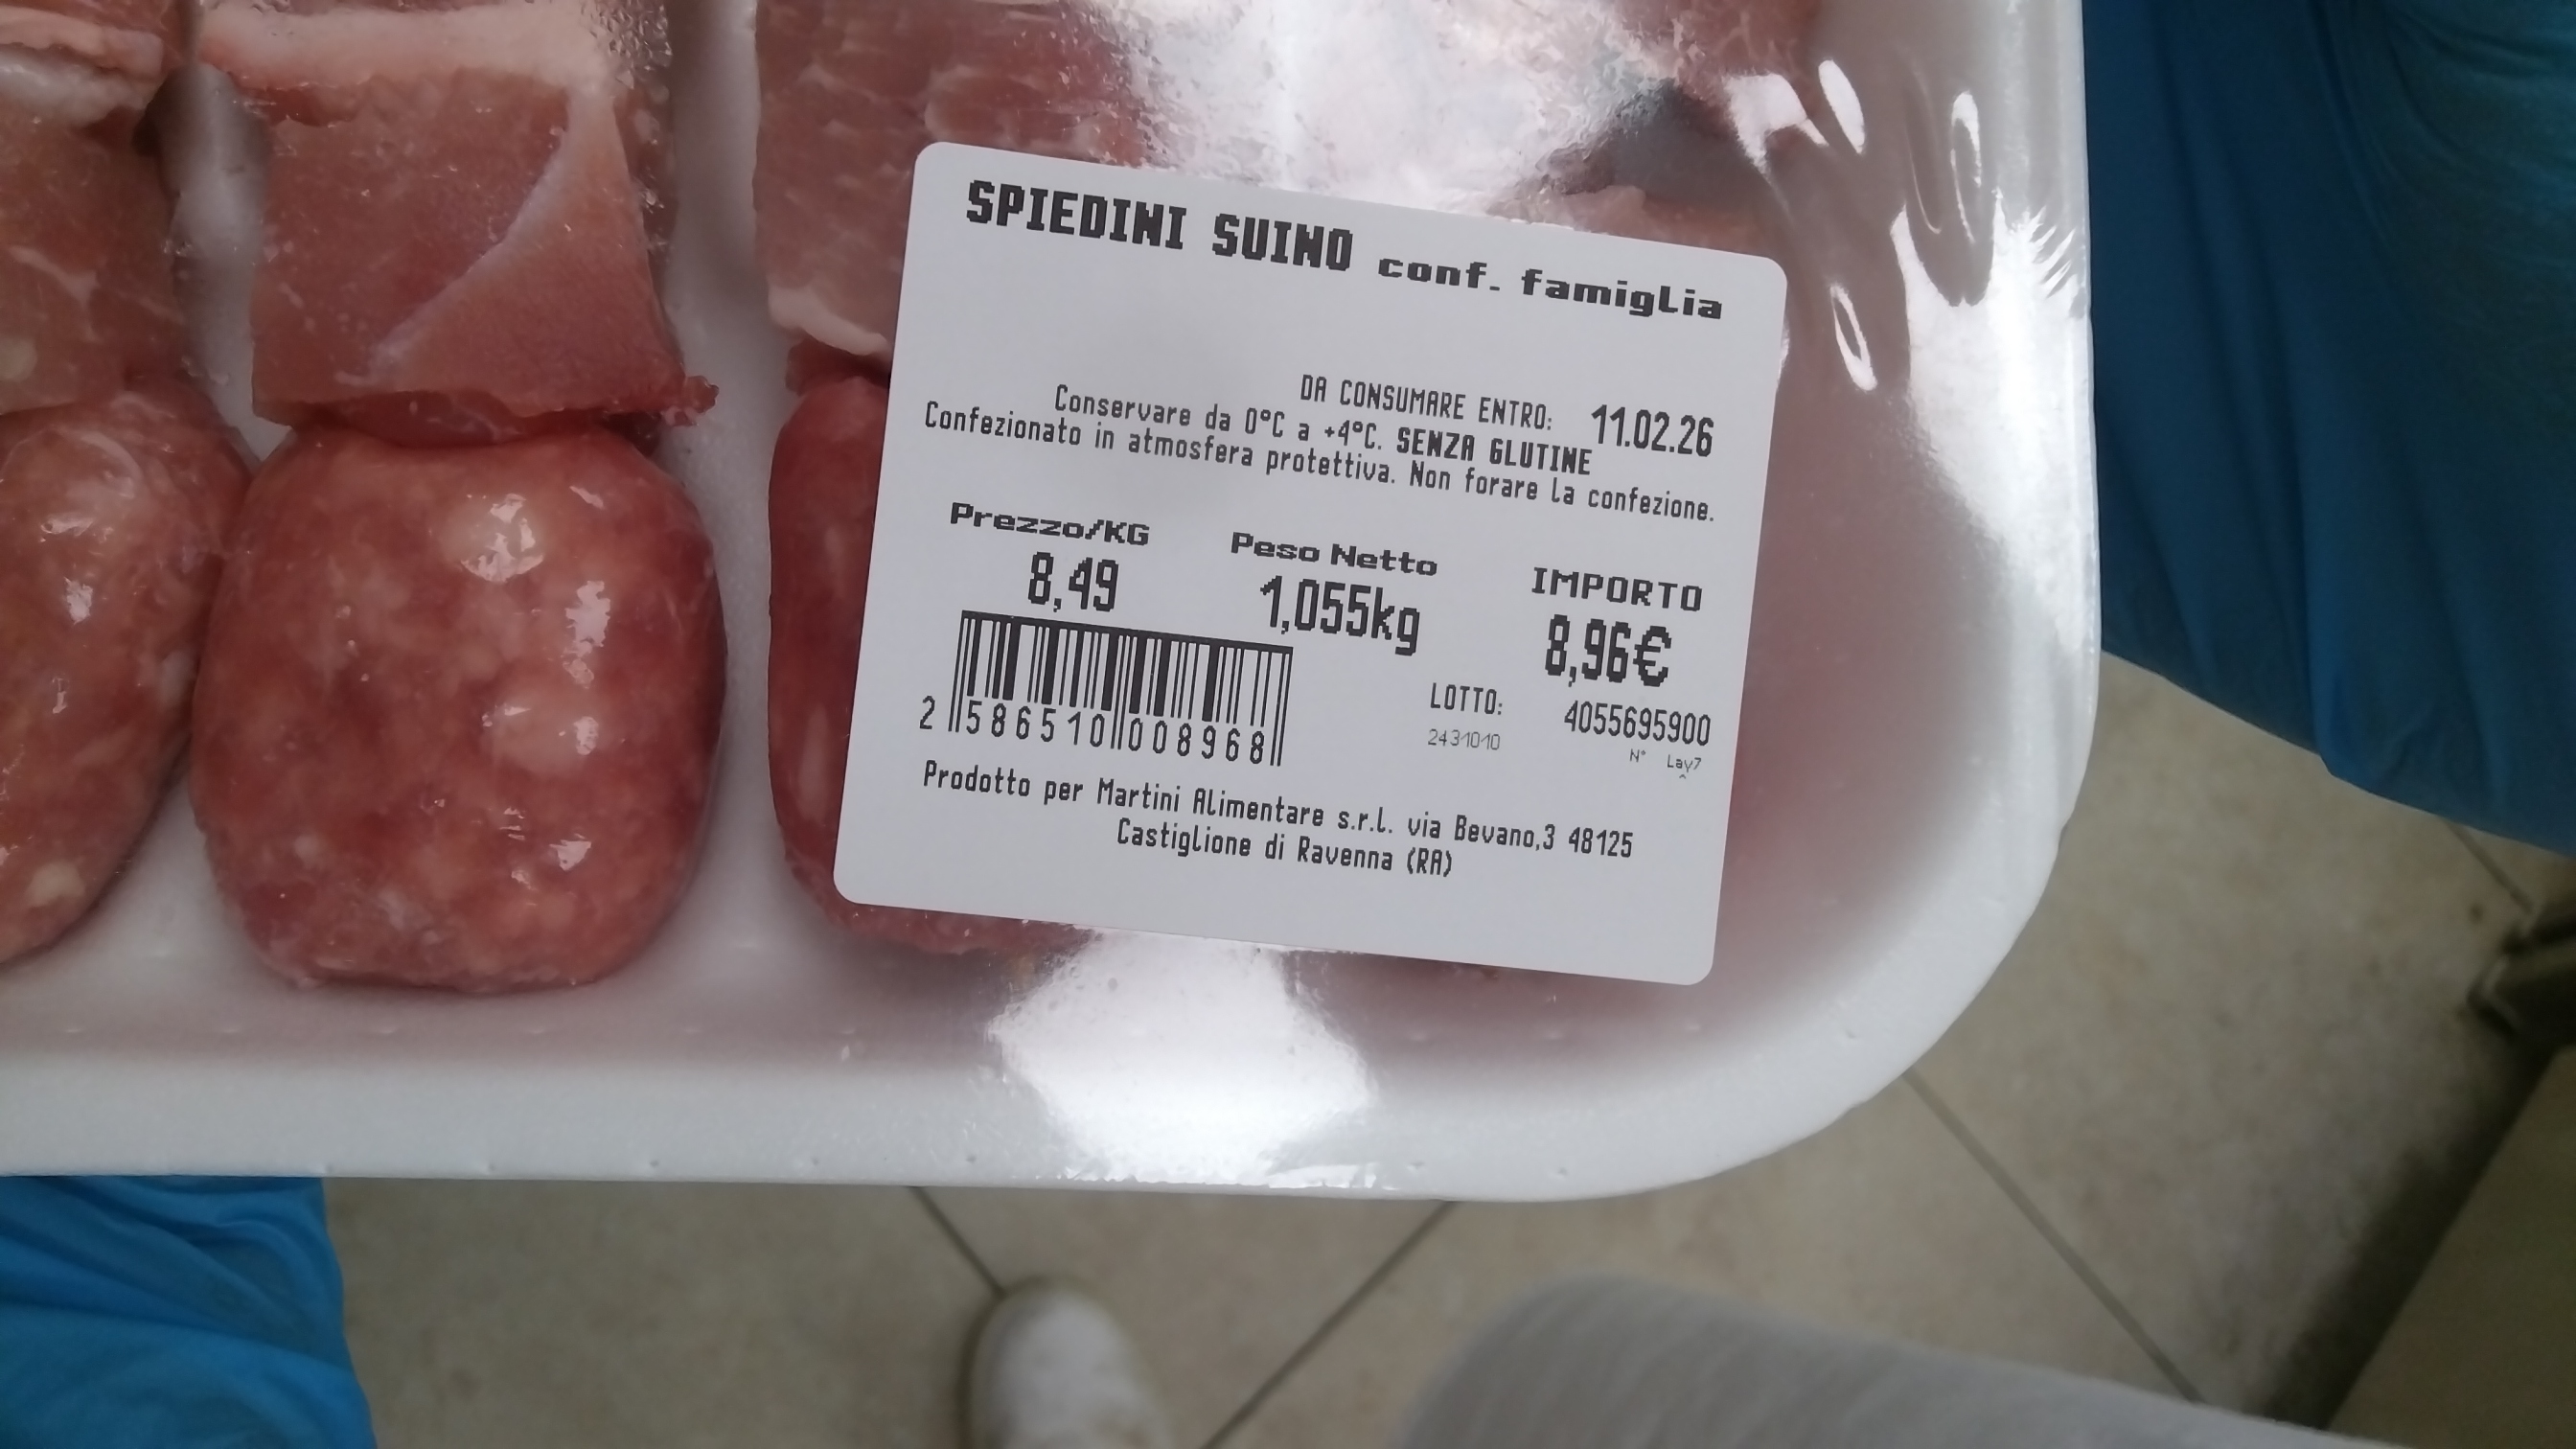 SPIEDINI SUINO conf. famiglia
DA CONSUMARE ENTRO: 11.02.26
Conservare da 0°C a +4°C. SENZA GLUTINE
Confezionato in atmosfera protettiva. Non forare la confezione.
Prezzo/KG Peso Netto IMPORTO
8,49 1,055kg 8,96€
LOTTO: 4055695900
2431010 N° Lav7
2 586510 008968
Prodotto per Martini Alimentare s.r.l. via Bevano,3 48125
Castiglione di Ravenna (RA)